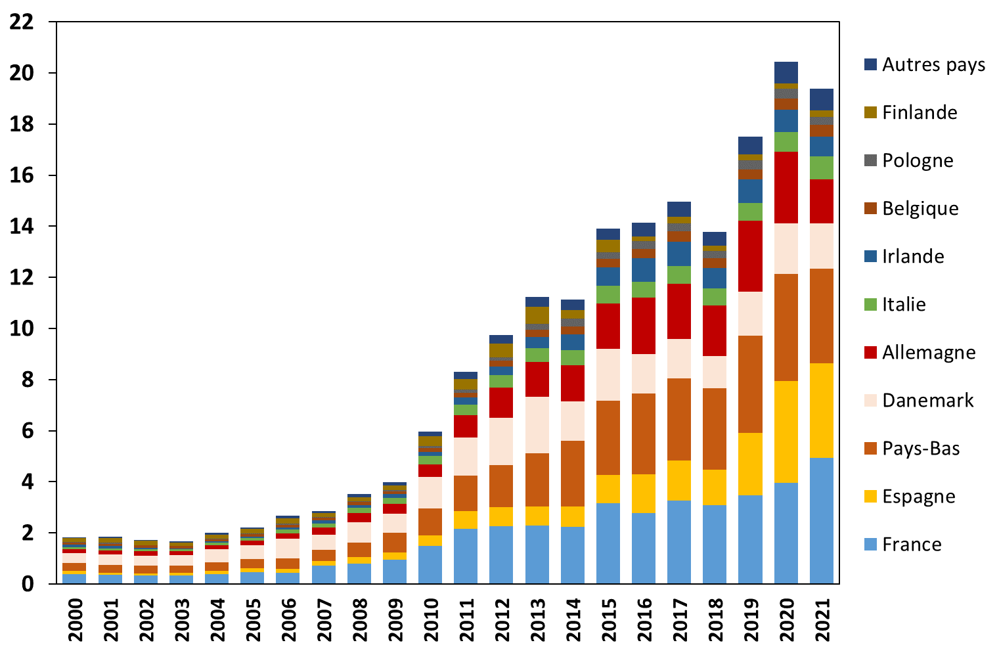 22
20
18
16
14
12
10
8
6
4
2
0
2000 2001 2002 2003 2004 2005 2006 2007 2008 2009 2010 2011 2012 2013 2014 2015 2016 2017 2018 2019 2020 2021
Autres pays
Finlande
Pologne
Belgique
Irlande
Italie
Allemagne
Danemark
Pays-Bas
Espagne
France